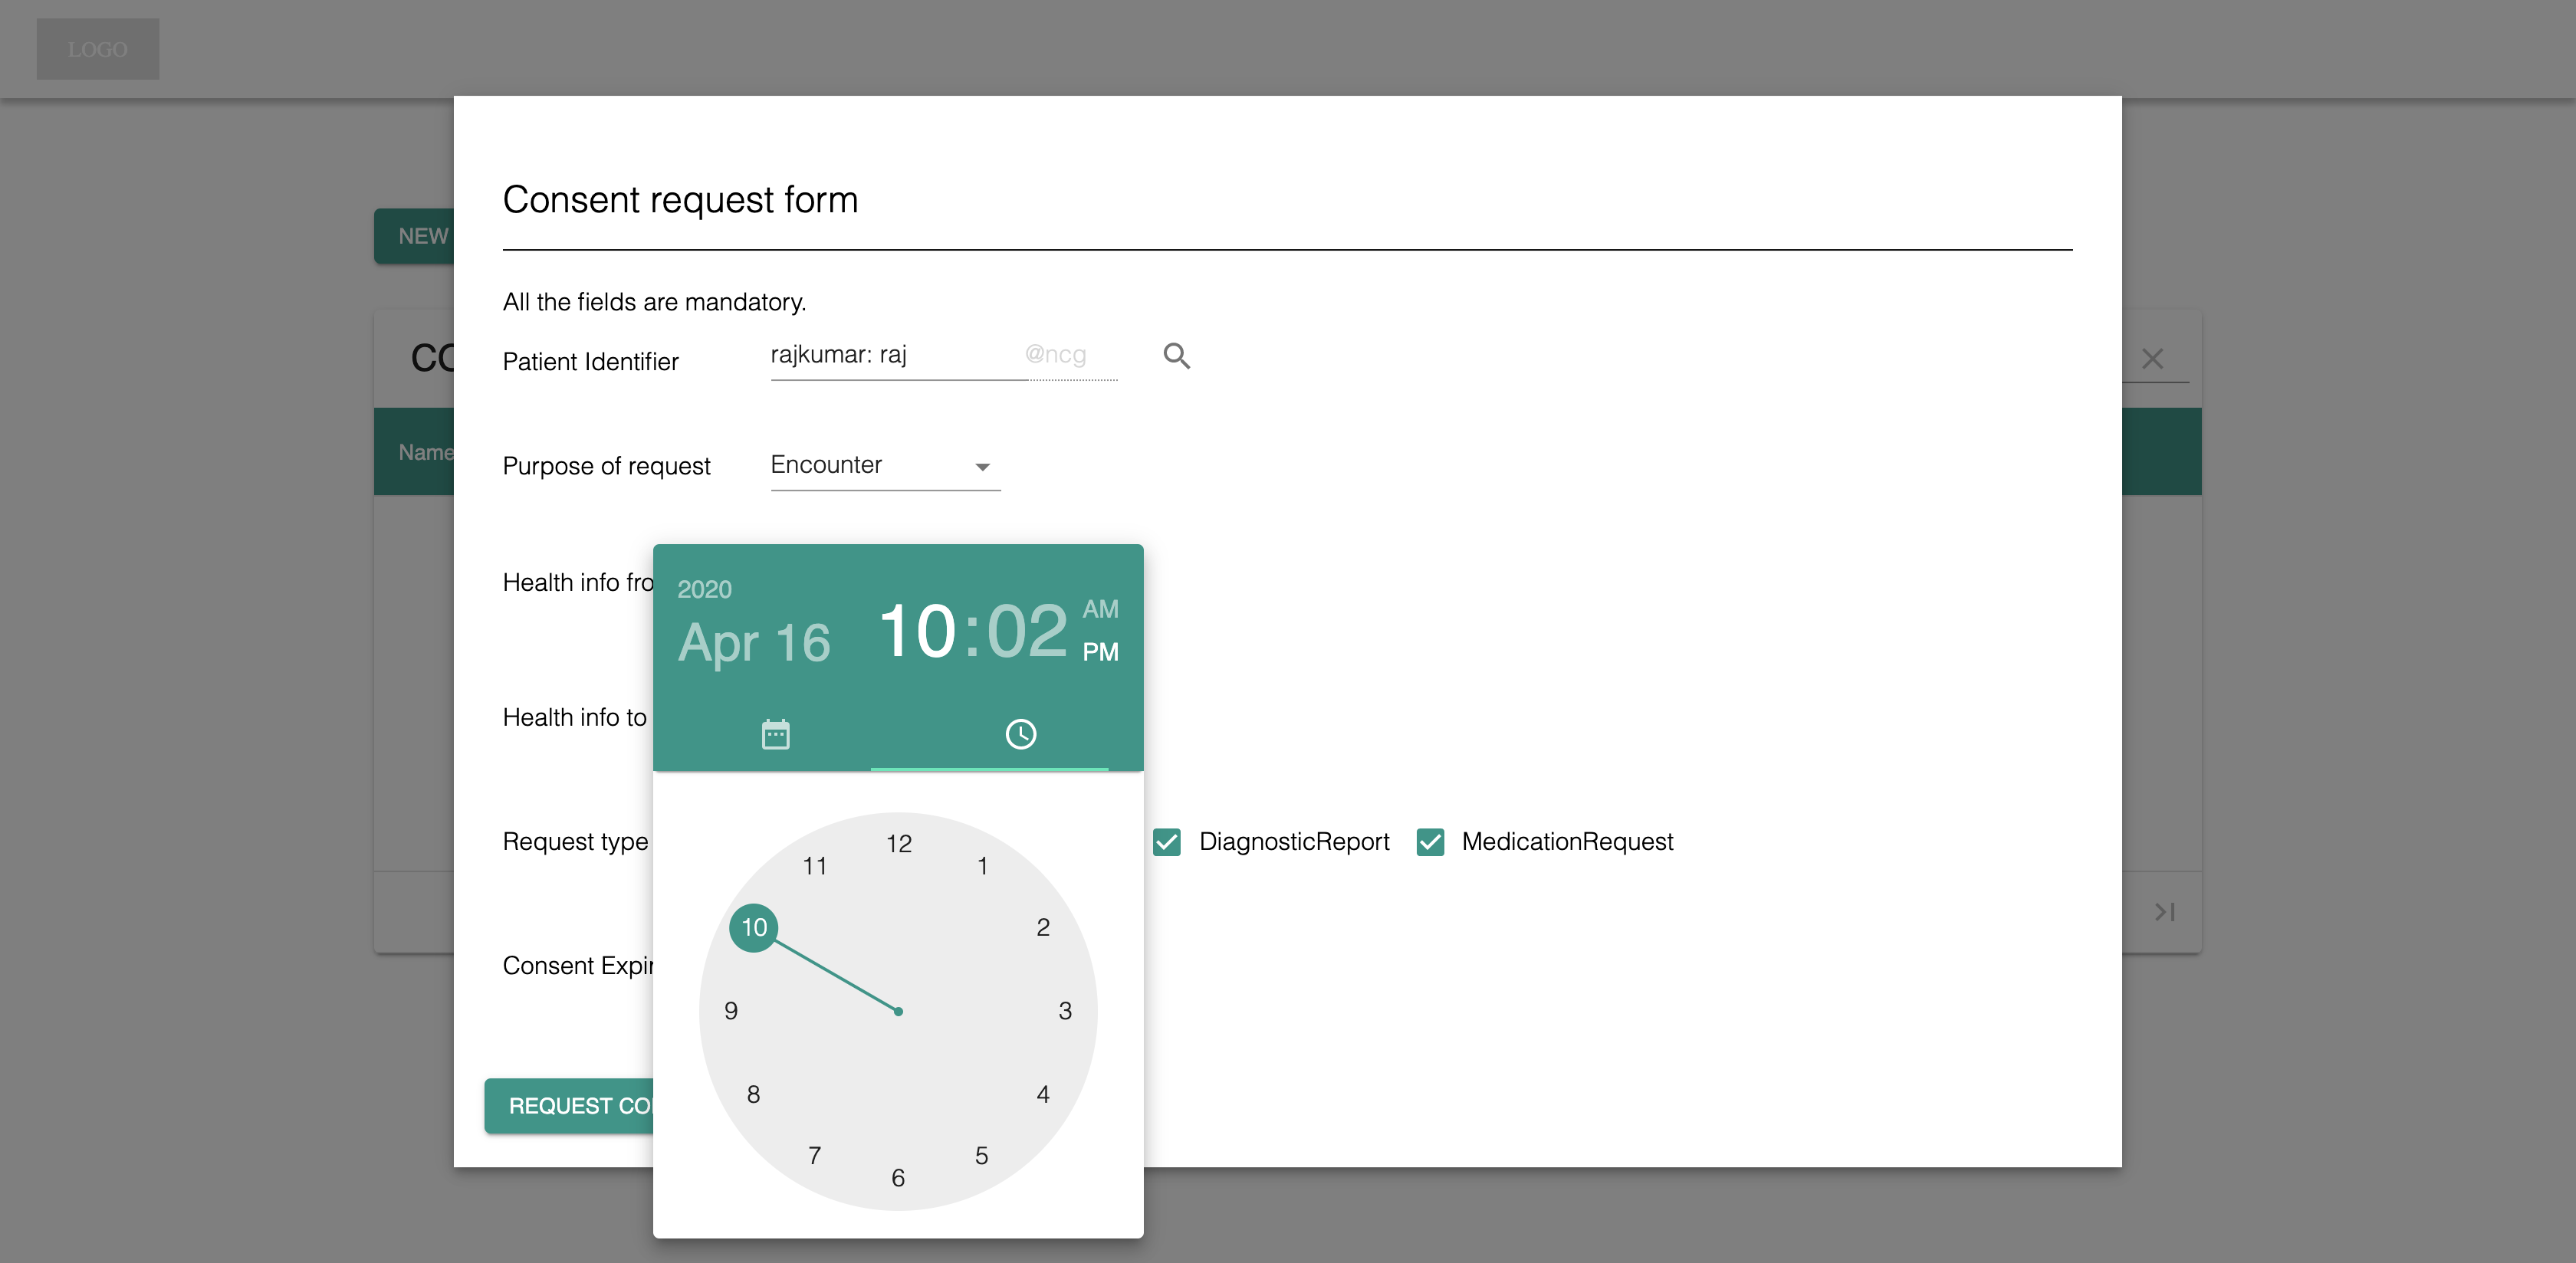 LOGO
NEW
Consent request form
All the fields are mandatory.
Patient Identifier rajkumar: raj @ncg
CO
Name
Purpose of request Encounter
Health info fro
2020
Apr 16 10:02 AM
PM
Health info to
Request type DiagnosticReport MedicationRequest
12
11 1
10 2
Consent Expir
9 3
8 4
REQUEST CO
7 5
6